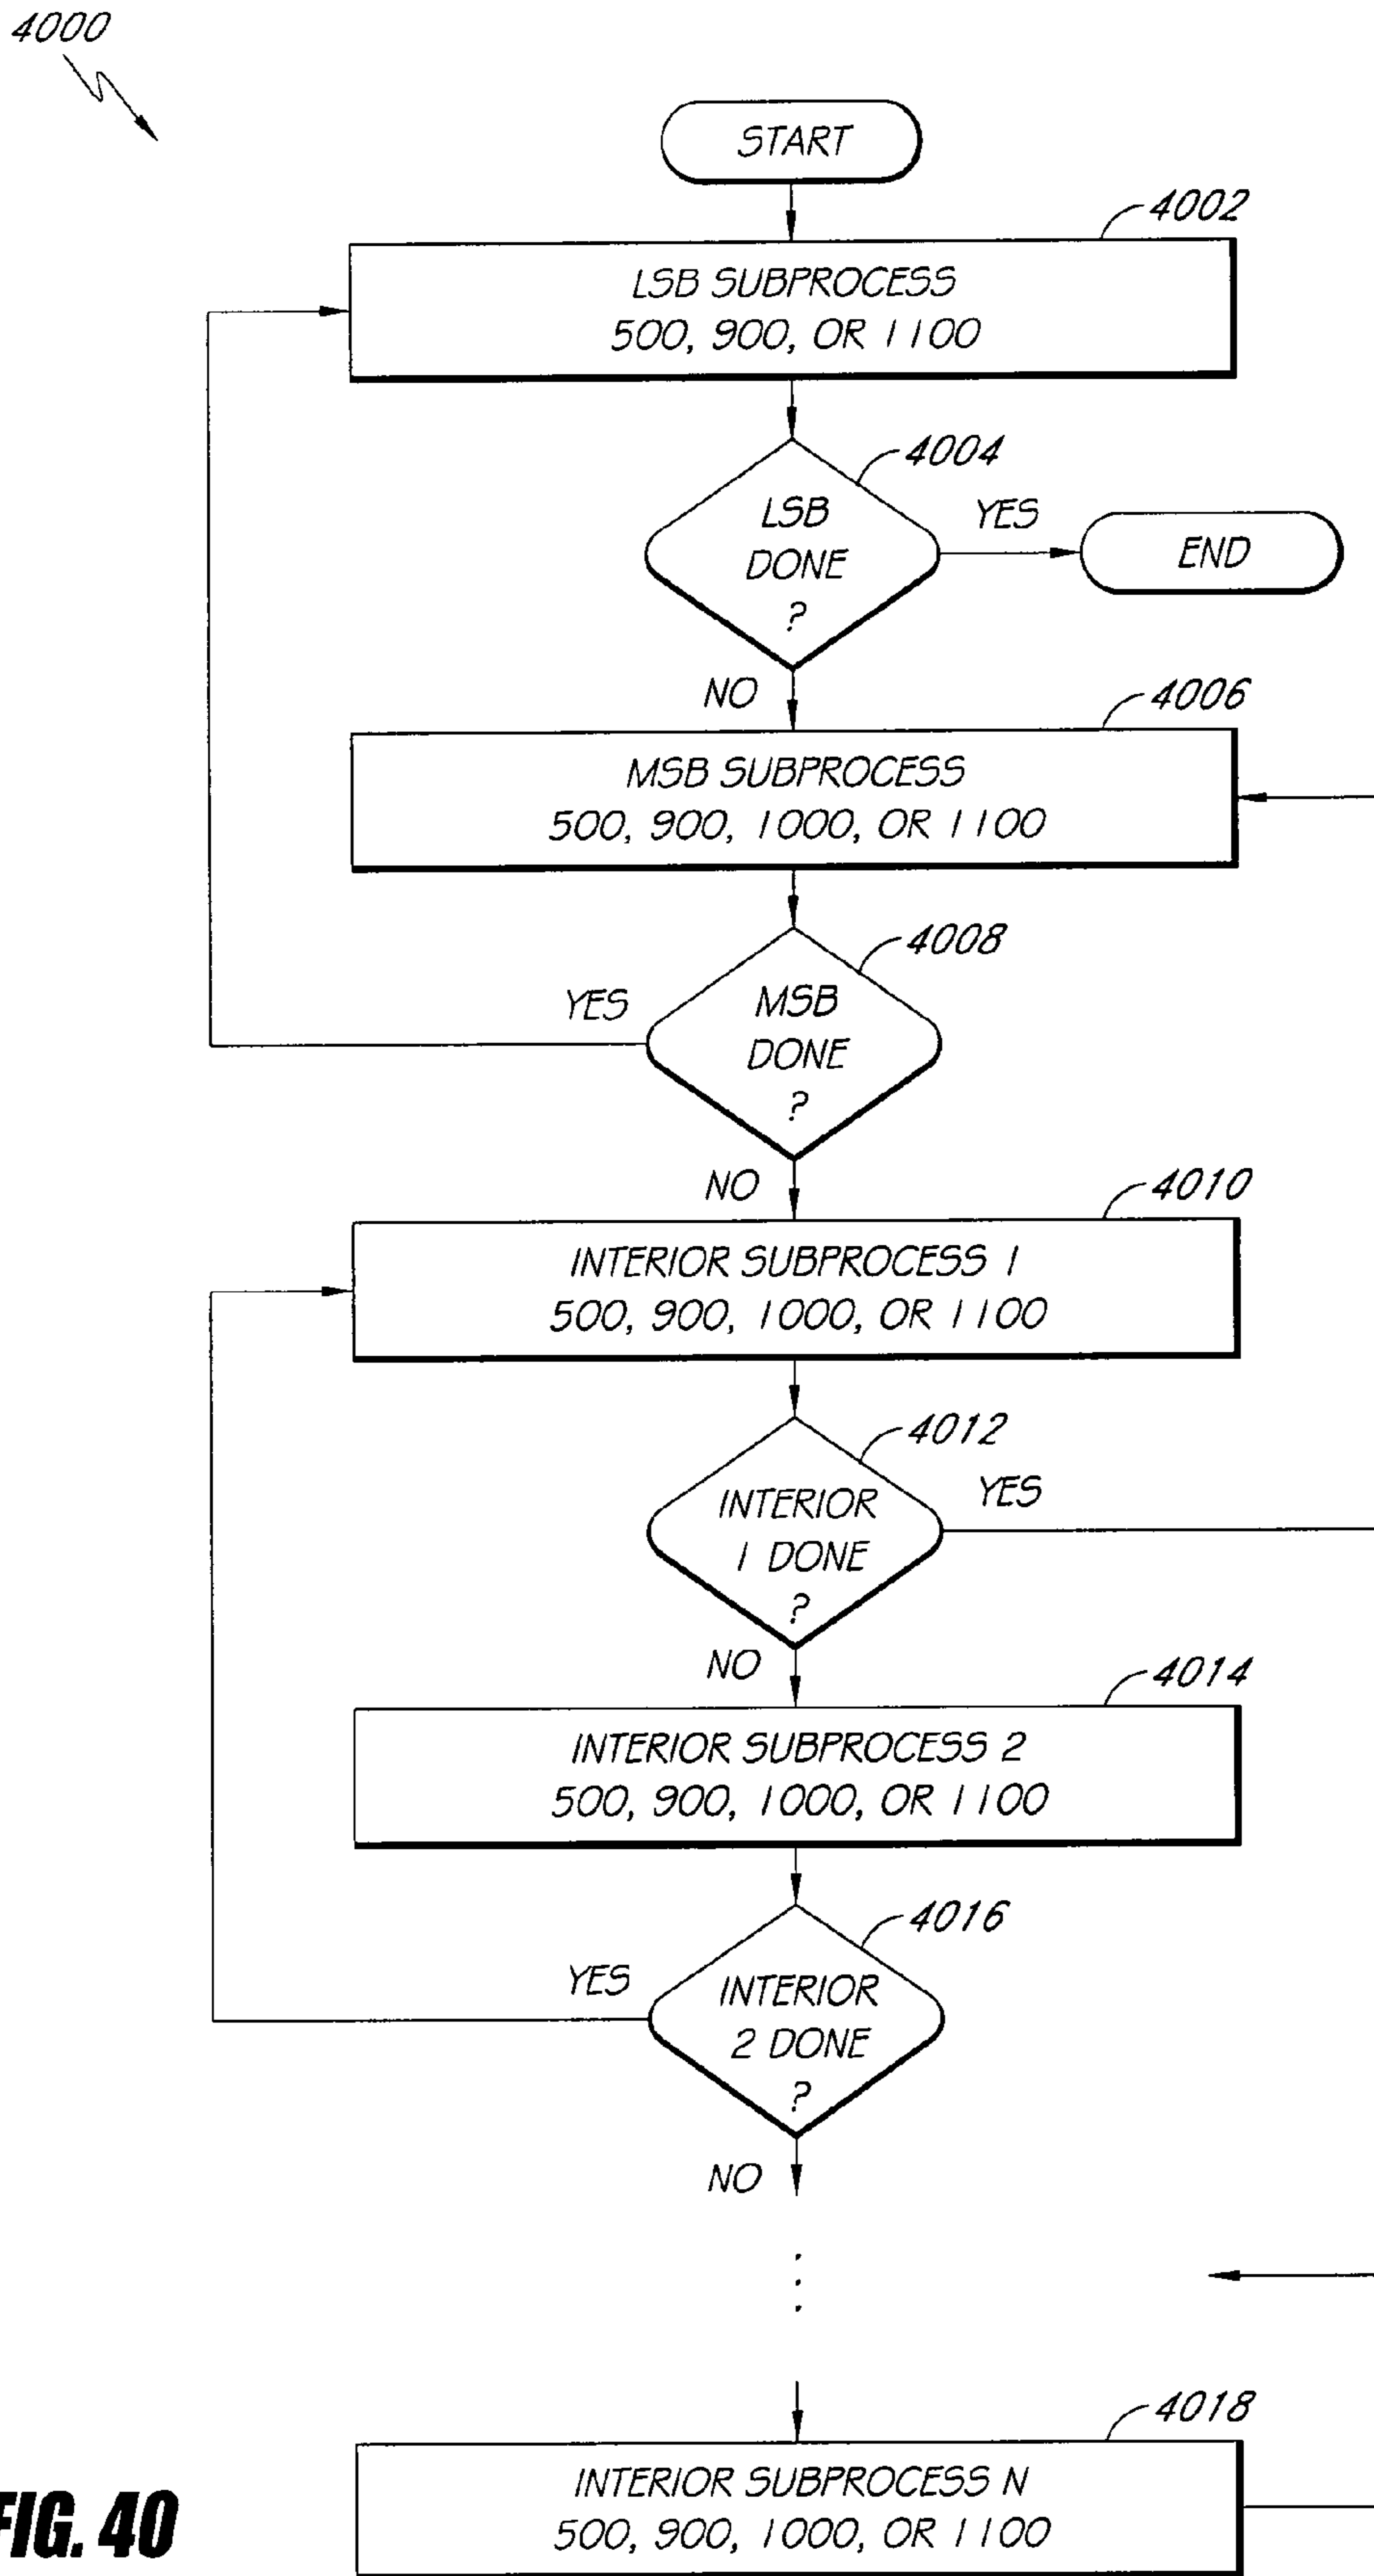 4000
START
4002
LSB SUBPROCESS
500, 900, OR 1100
4004
LSB
DONE
?
YES
END
NO
4006
MSB SUBPROCESS
500, 900, 1000, OR 1100
4008
YES
MSB
DONE
?
NO
4010
INTERIOR SUBPROCESS 1
500, 900, 1000, OR 1100
4012
INTERIOR
1 DONE
?
YES
NO
4014
INTERIOR SUBPROCESS 2
500, 900, 1000, OR 1100
4016
YES
INTERIOR
2 DONE
?
NO
4018
INTERIOR SUBPROCESS N
500, 900, 1000, OR 1100
FIG. 40